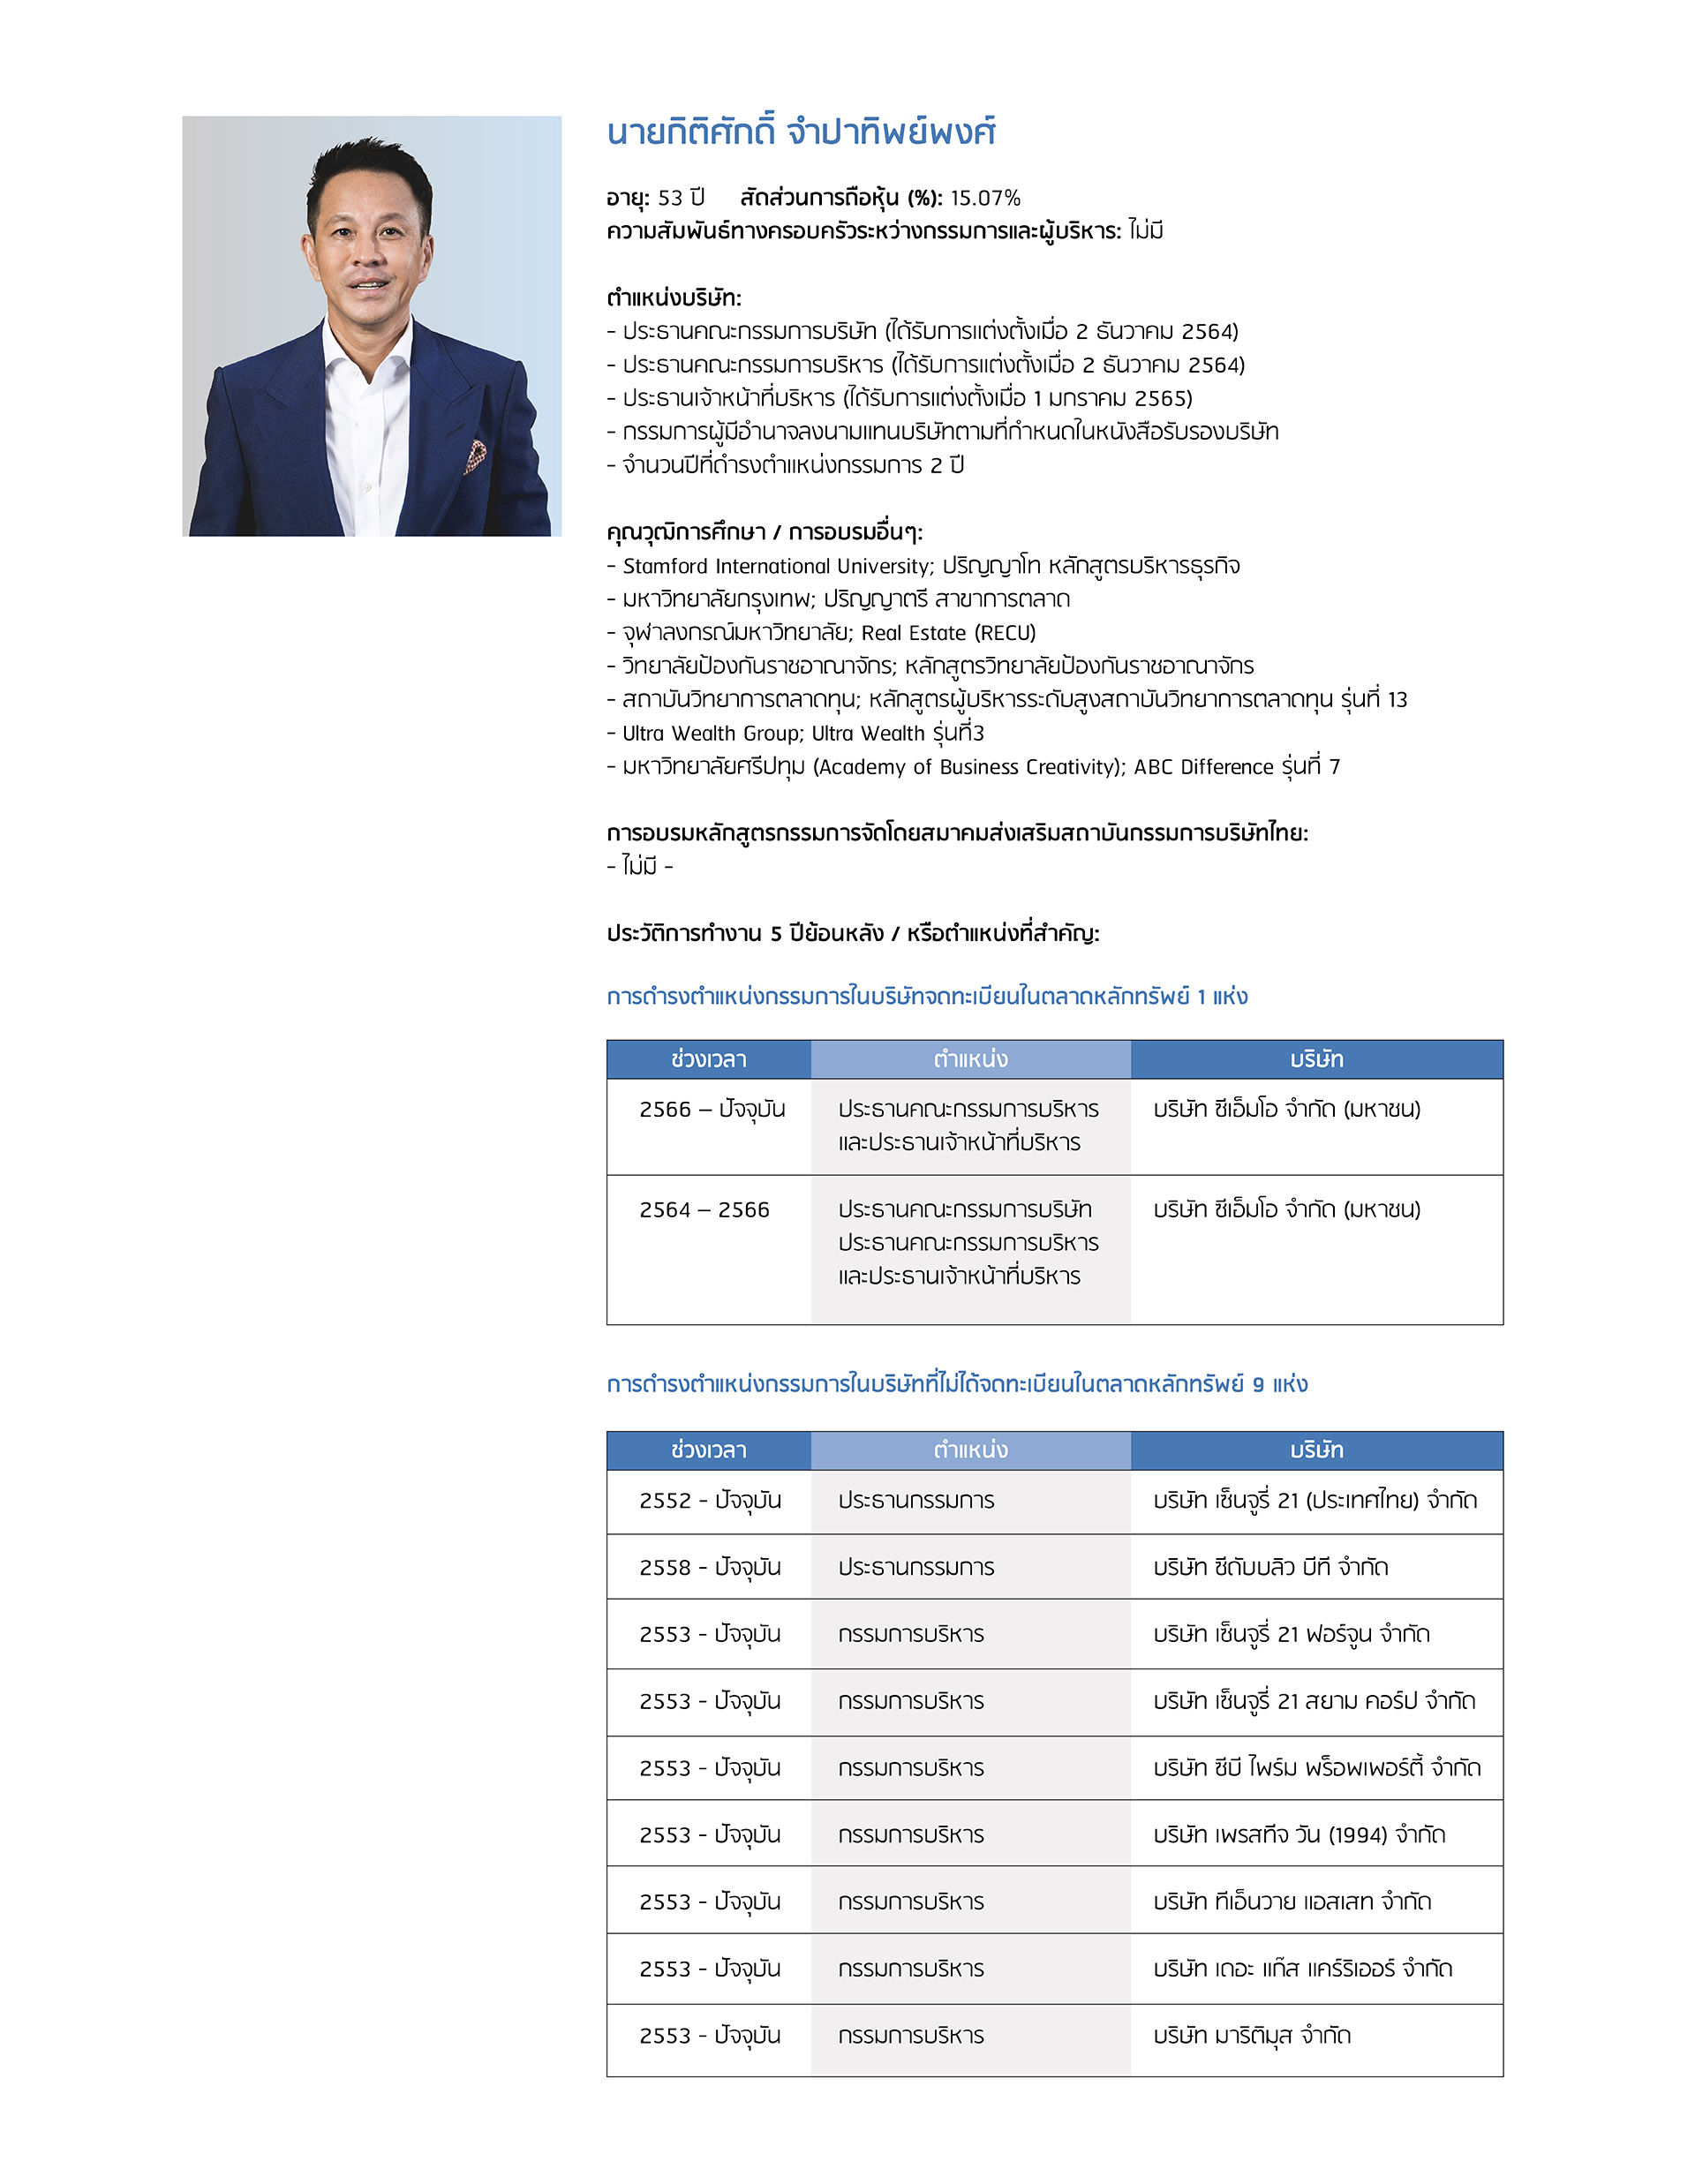 นายกิติศักดิ์ จำปาทิพย์พงศ์
อายุ: 53 ปี สัดส่วนการถือหุ้น (%): 15.07%
ความสัมพันธ์ทางครอบครัวระหว่างกรรมการและผู้บริหาร: ไม่มี
ตำแหน่งบริษัท:
- ประธานคณะกรรมการบริษัท (ได้รับการแต่งตั้งเมื่อ 2 ธันวาคม 2564)
- ประธานคณะกรรมการบริหาร (ได้รับการแต่งตั้งเมื่อ 2 ธันวาคม 2564)
- ประธานเจ้าหน้าที่บริหาร (ได้รับการแต่งตั้งเมื่อ 1 มกราคม 2565)
- กรรมการผู้มีอำนาจลงนามแทนบริษัทตามที่กำหนดในหนังสือรับรองบริษัท
- จำนวนปีที่ดำรงตำแหน่งกรรมการ 2 ปี
คุณวุฒิการศึกษา / การอบรมอื่นๆ:
- Stamford International University; ปริญญาโท หลักสูตรบริหารธุรกิจ
- มหาวิทยาลัยกรุงเทพ; ปริญญาตรี สาขาการตลาด
- จุฬาลงกรณ์มหาวิทยาลัย; Real Estate (RECU)
- วิทยาลัยป้องกันราชอาณาจักร; หลักสูตรวิทยาลัยป้องกันราชอาณาจักร
- สถาบันวิทยาการตลาดทุน; หลักสูตรผู้บริหารระดับสูงสถาบันวิทยาการตลาดทุน รุ่นที่ 13
- Ultra Wealth Group; Ultra Wealth รุ่นที่3
- มหาวิทยาลัยศรีปทุม (Academy of Business Creativity); ABC Difference รุ่นที่ 7
การอบรมหลักสูตรกรรมการจัดโดยสมาคมส่งเสริมสถาบันกรรมการบริษัทไทย:
- ไม่มี -
ประวัติการทำงาน 5 ปีย้อนหลัง / หรือตำแหน่งที่สำคัญ:
การดำรงตำแหน่งกรรมการในบริษัทจดทะเบียนในตลาดหลักทรัพย์ 1 แห่ง
ช่วงเวลา ตำแหน่ง บริษัท
2566 – ปัจจุบัน ประธานคณะกรรมการบริหาร บริษัท ซีเอ็มโอ จำกัด (มหาชน)
และประธานเจ้าหน้าที่บริหาร
2564 – 2566 ประธานคณะกรรมการบริษัท บริษัท ซีเอ็มโอ จำกัด (มหาชน)
ประธานคณะกรรมการบริหาร
และประธานเจ้าหน้าที่บริหาร
การดำรงตำแหน่งกรรมการในบริษัทที่ไม่ได้จดทะเบียนในตลาดหลักทรัพย์ 9 แห่ง
ช่วงเวลา ตำแหน่ง บริษัท
2552 - ปัจจุบัน ประธานกรรมการ บริษัท เซ็นจูรี่ 21 (ประเทศไทย) จำกัด
2558 - ปัจจุบัน ประธานกรรมการ บริษัท ซีดับบลิว บีที จำกัด
2553 - ปัจจุบัน กรรมการบริหาร บริษัท เซ็นจูรี่ 21 ฟอร์จูน จำกัด
2553 - ปัจจุบัน กรรมการบริหาร บริษัท เซ็นจูรี่ 21 สยาม คอร์ป จำกัด
2553 - ปัจจุบัน กรรมการบริหาร บริษัท ซีบี ไพร์ม พร็อพเพอร์ตี้ จำกัด
2553 - ปัจจุบัน กรรมการบริหาร บริษัท เพรสทีจ วัน (1994) จำกัด
2553 - ปัจจุบัน กรรมการบริหาร บริษัท ทีเอ็นวาย แอสเสท จำกัด
2553 - ปัจจุบัน กรรมการบริหาร บริษัท เดอะ แก๊ส แคร์ริเออร์ จำกัด
2553 - ปัจจุบัน กรรมการบริหาร บริษัท มาริติมุส จำกัด